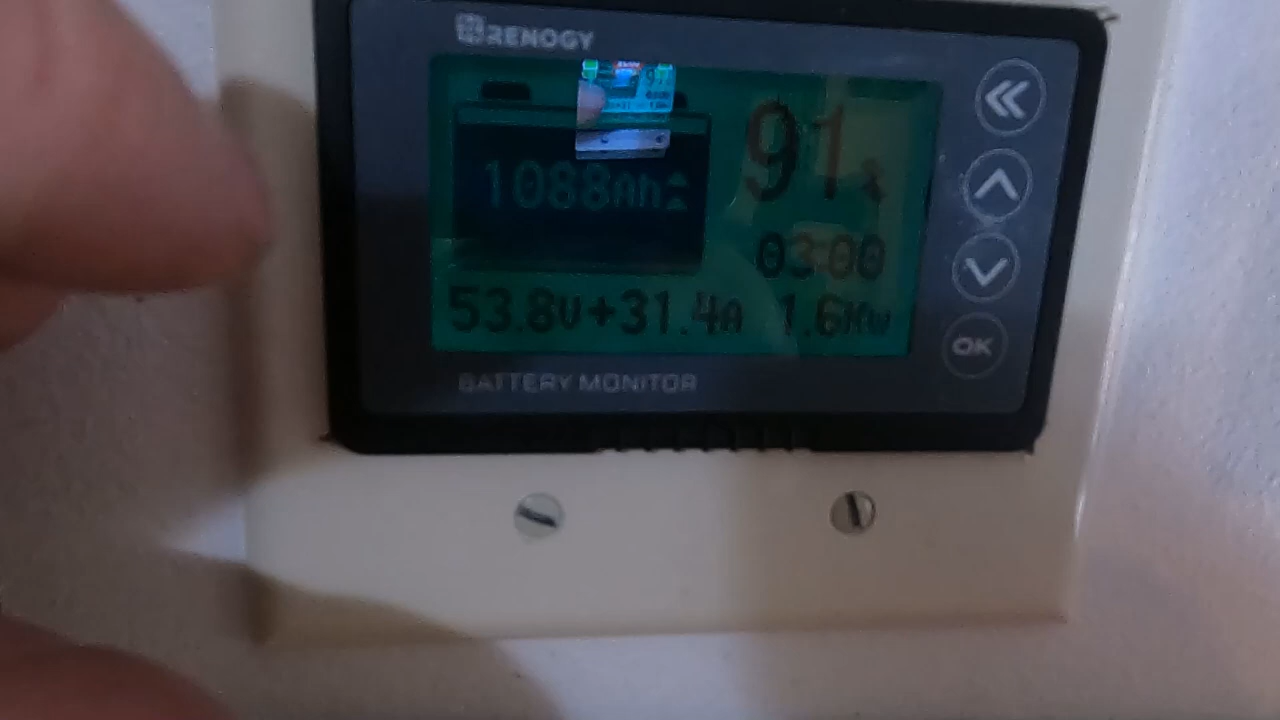 RENOGY
1088Ah
91%
03:00
53.8V+31.4A 1.6Kw
BATTERY MONITOR
OK